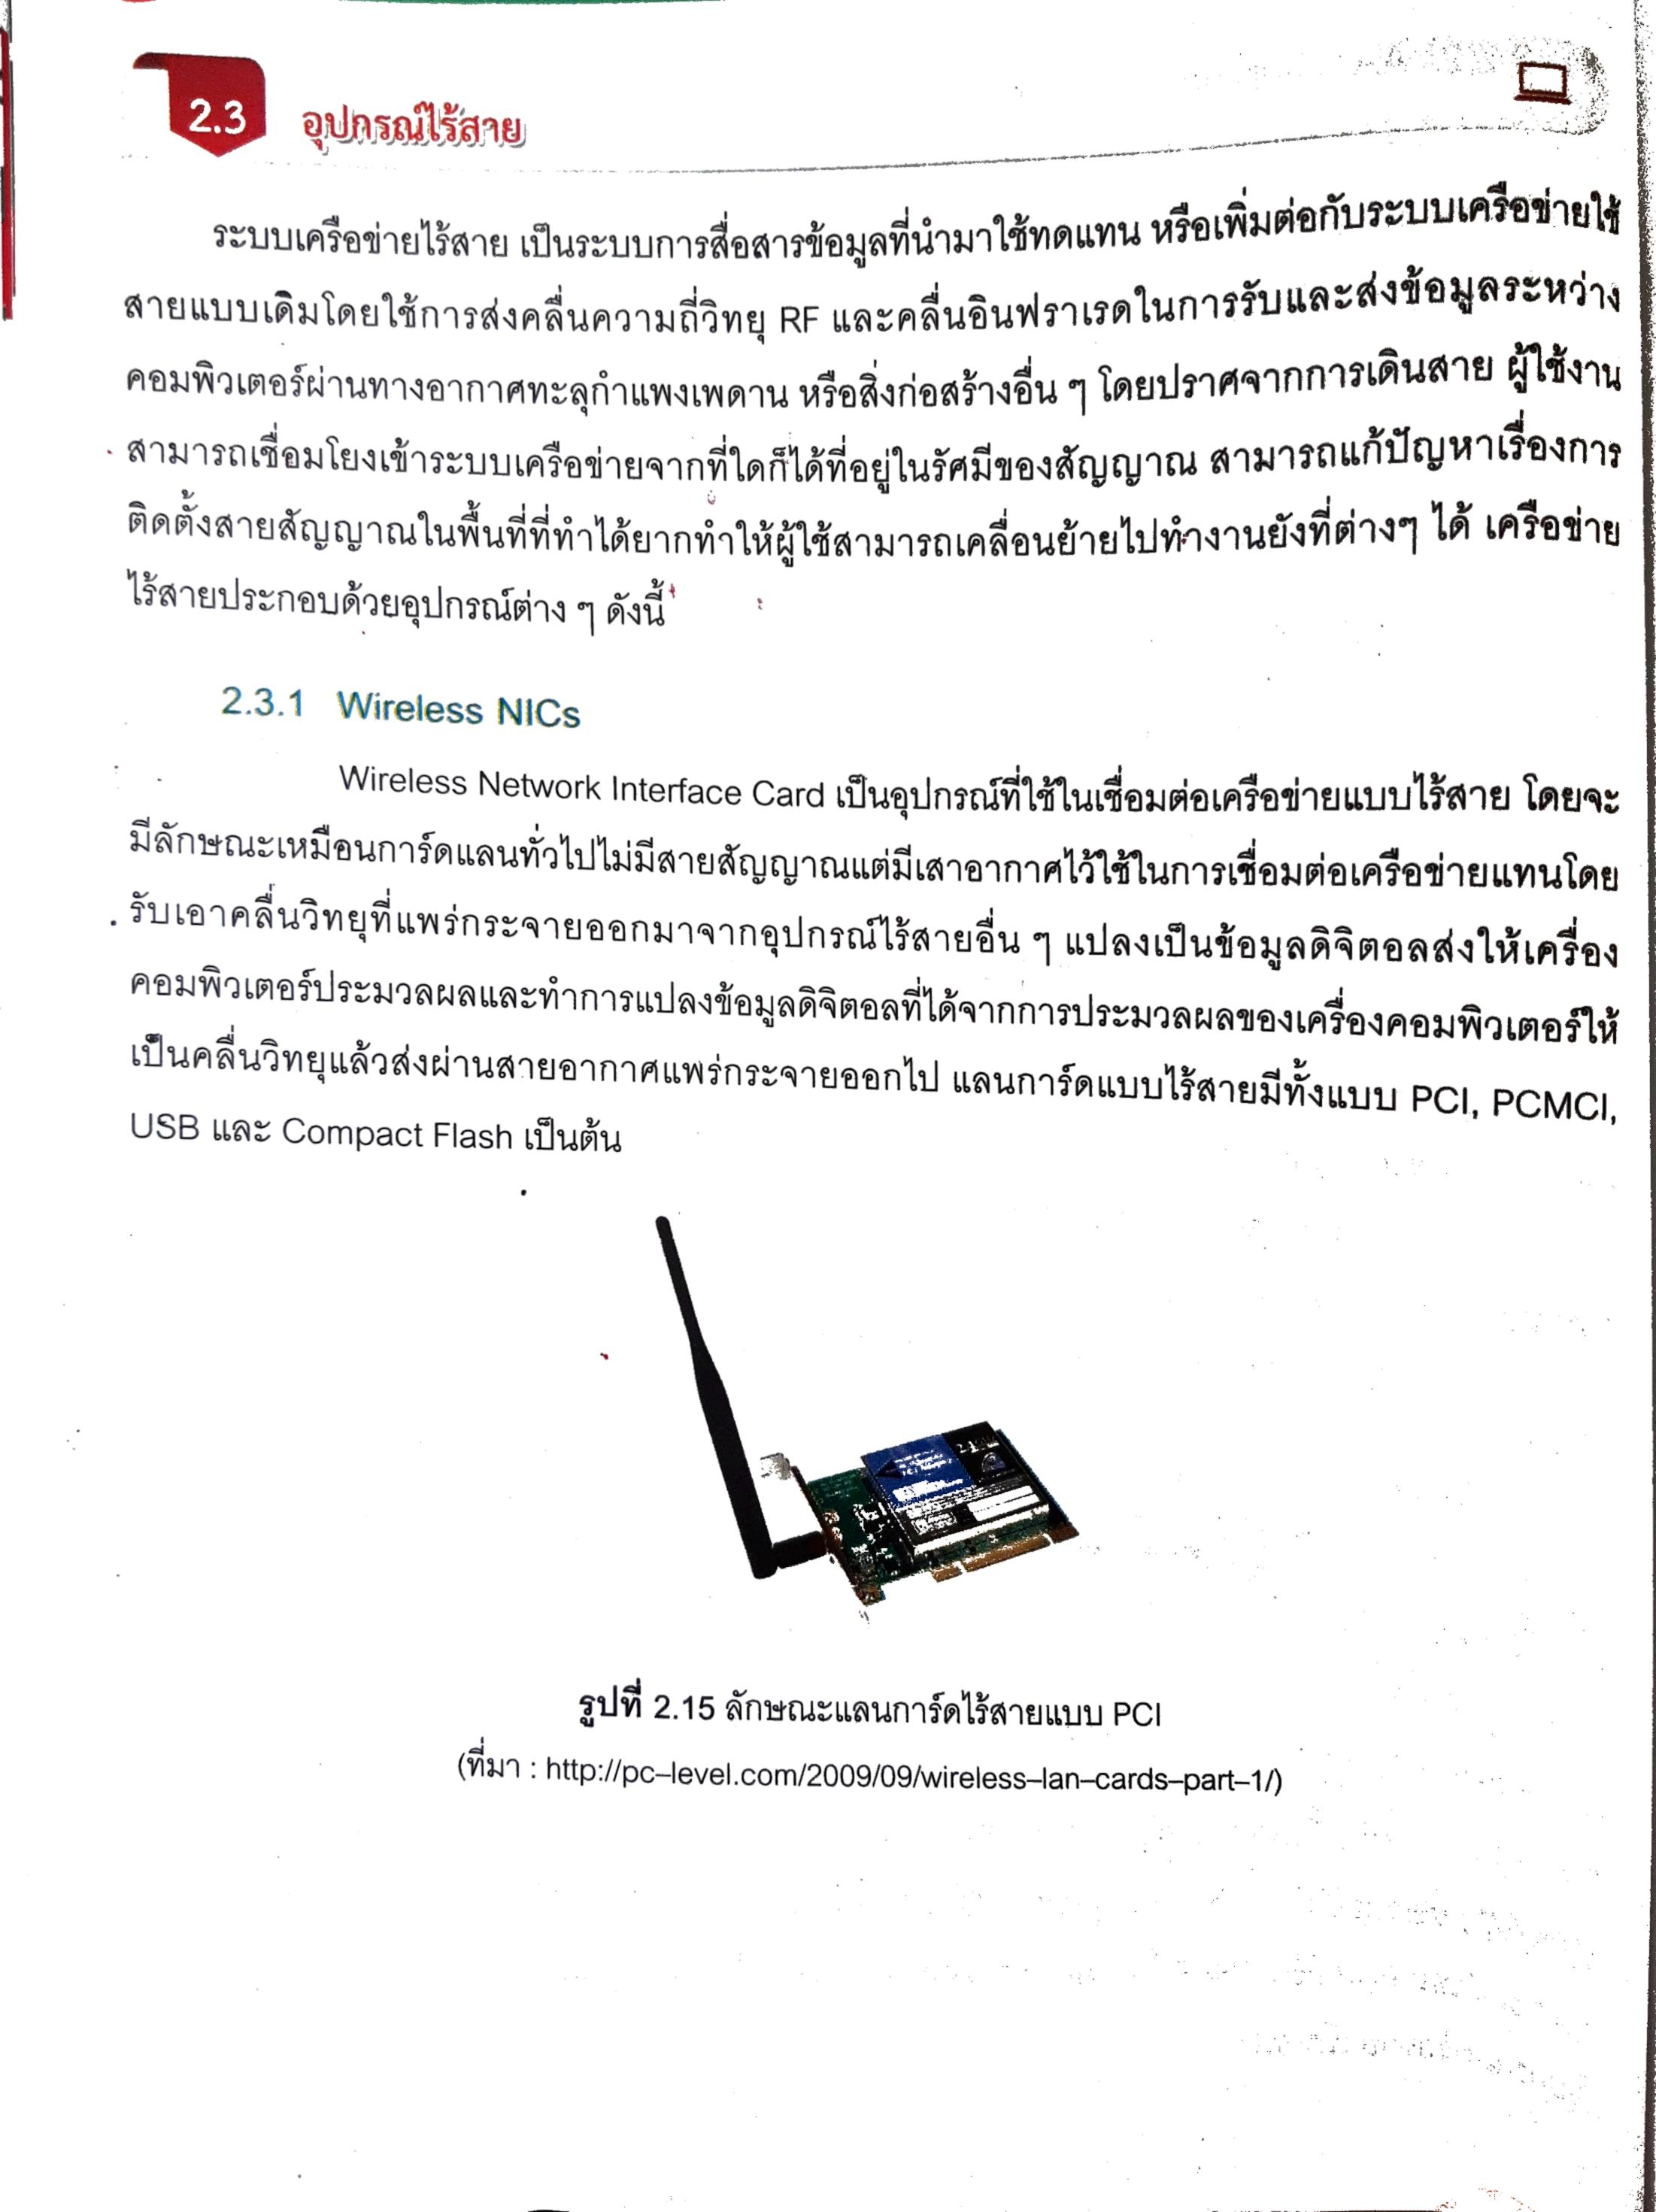 2.3 อุปกรณ์ไร้สาย
ระบบเครือข่ายไร้สาย เป็นระบบการสื่อสารข้อมูลที่นำมาใช้ทดแทน หรือเพิ่มต่อกับระบบเครือข่ายใช้
สายแบบเดิมโดยใช้การส่งคลื่นความถี่วิทยุ RF และคลื่นอินฟราเรดในการรับและส่งข้อมูลระหว่าง
คอมพิวเตอร์ผ่านทางอากาศทะลุกำแพงเพดาน หรือสิ่งก่อสร้างอื่น ๆ โดยปราศจากการเดินสาย ผู้ใช้งาน
สามารถเชื่อมโยงเข้าระบบเครือข่ายจากที่ใดก็ได้ที่อยู่ในรัศมีของสัญญาณ สามารถแก้ปัญหาเรื่องการ
ติดตั้งสายสัญญาณในพื้นที่ที่ทำได้ยากทำให้ผู้ใช้สามารถเคลื่อนย้ายไปทำงานยังที่ต่างๆ ได้ เครือข่าย
ไร้สายประกอบด้วยอุปกรณ์ต่าง ๆ ดังนี้
2.3.1 Wireless NICs
Wireless Network Interface Card เป็นอุปกรณ์ที่ใช้ในเชื่อมต่อเครือข่ายแบบไร้สาย โดยจะ
มีลักษณะเหมือนการ์ดแลนทั่วไปไม่มีสายสัญญาณแต่มีเสาอากาศไว้ใช้ในการเชื่อมต่อเครือข่ายแทนโดย
รับเอาคลื่นวิทยุที่แพร่กระจายออกมาจากอุปกรณ์ไร้สายอื่น ๆ แปลงเป็นข้อมูลดิจิตอลส่งให้เครื่อง
คอมพิวเตอร์ประมวลผลและทำการแปลงข้อมูลดิจิตอลที่ได้จากการประมวลผลของเครื่องคอมพิวเตอร์ให้
เป็นคลื่นวิทยุแล้วส่งผ่านสายอากาศแพร่กระจายออกไป แลนการ์ดแบบไร้สายมีทั้งแบบ PCI, PCMCI,
USB และ Compact Flash เป็นต้น
รูปที่ 2.15 ลักษณะแลนการ์ดไร้สายแบบ PCI
(ที่มา : http://pc–level.com/2009/09/wireless–lan–cards–part–1/)